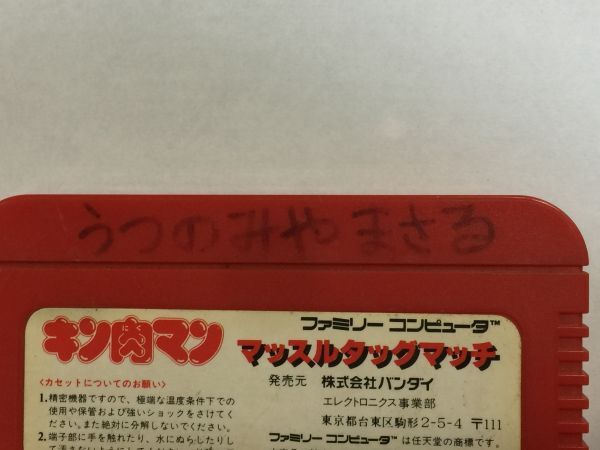 うつのみやまさる
キン肉マン
ファミリー コンピュータ™
マッスルタッグマッチ
<カセットについてのお願い>
1.精密機器ですので、極端な温度条件下での
使用や保管および強いショックをさけてく
ださい。また絶対に分解しないでください。
2.端子部に手を触れたり、水にぬらしたりし
発売元 株式会社バンダイ
エレクトロニクス事業部
東京都台東区駒形2-5-4 〒111
ファミリー コンピュータ™は任天堂の商標です。